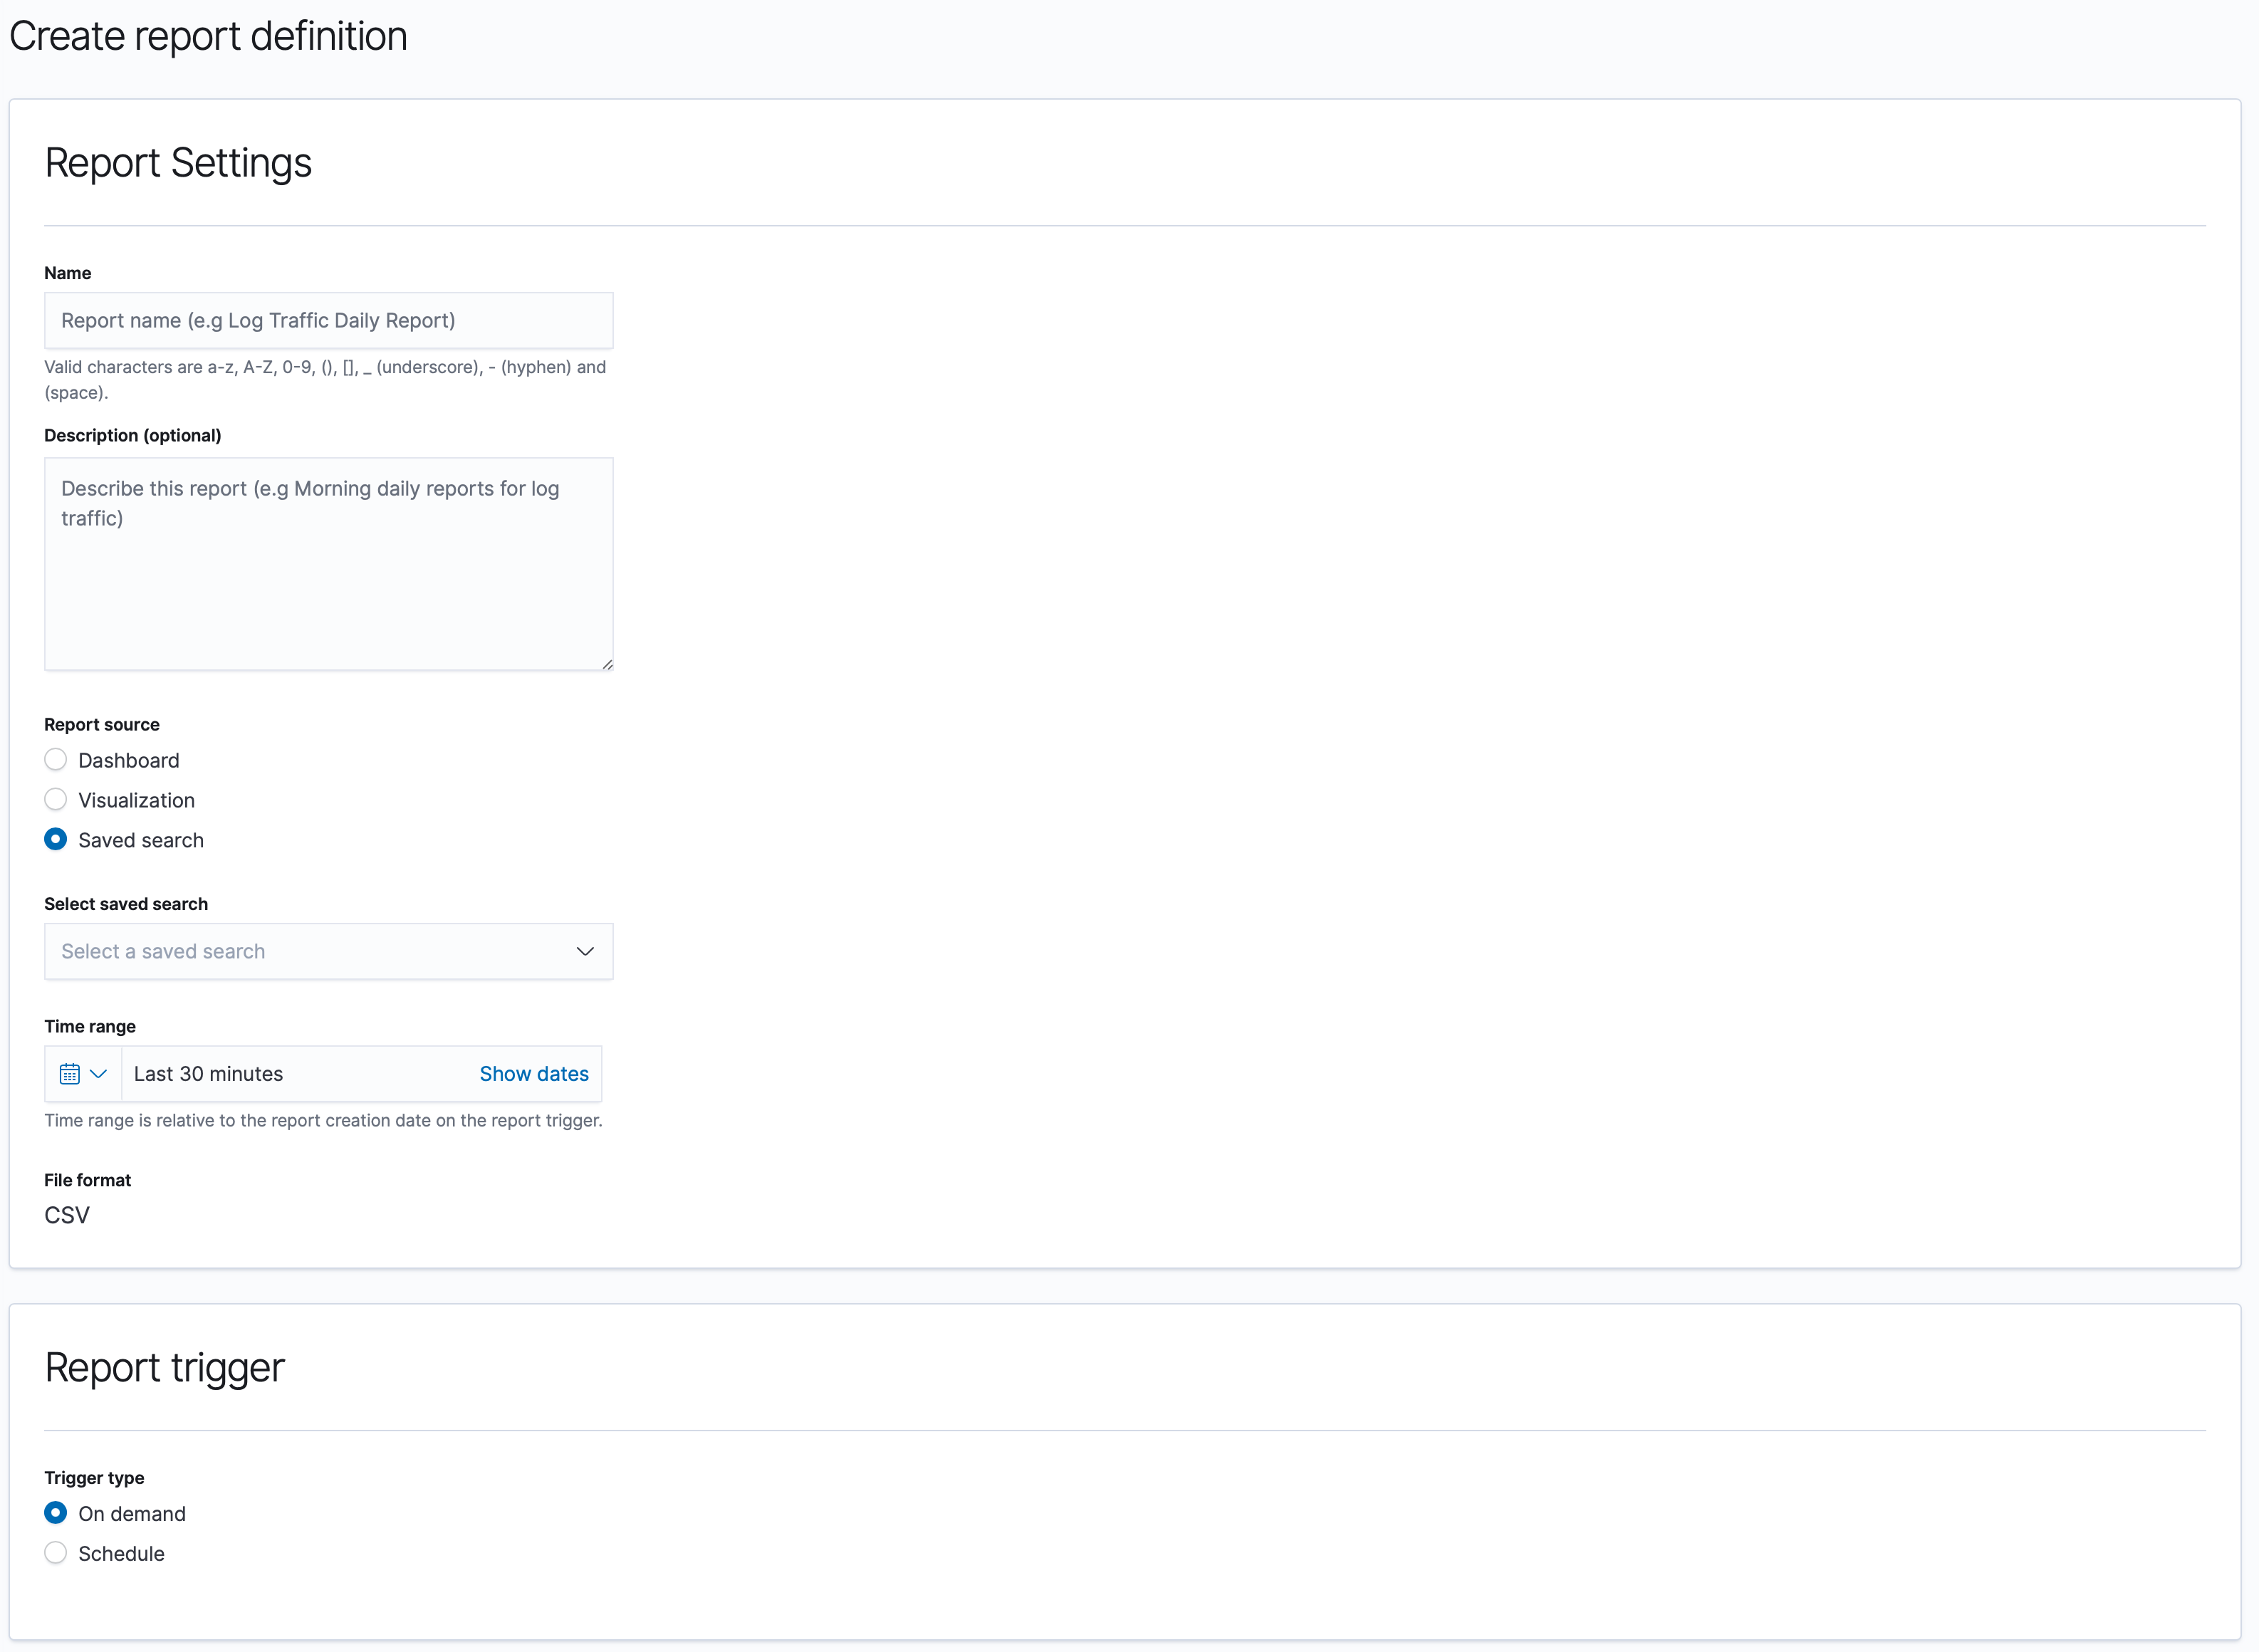 Create report definition
Report Settings
Name
Report name (e.g Log Traffic Daily Report)
Valid characters are a-z, A-Z, 0-9, (), [], _ (underscore), - (hyphen) and
(space).
Description (optional)
Describe this report (e.g Morning daily reports for log
traffic)
Report source
Dashboard
Visualization
Saved search
Select saved search
Select a saved search
Time range
Last 30 minutes Show dates
Time range is relative to the report creation date on the report trigger.
File format
CSV
Report trigger
Trigger type
On demand
Schedule